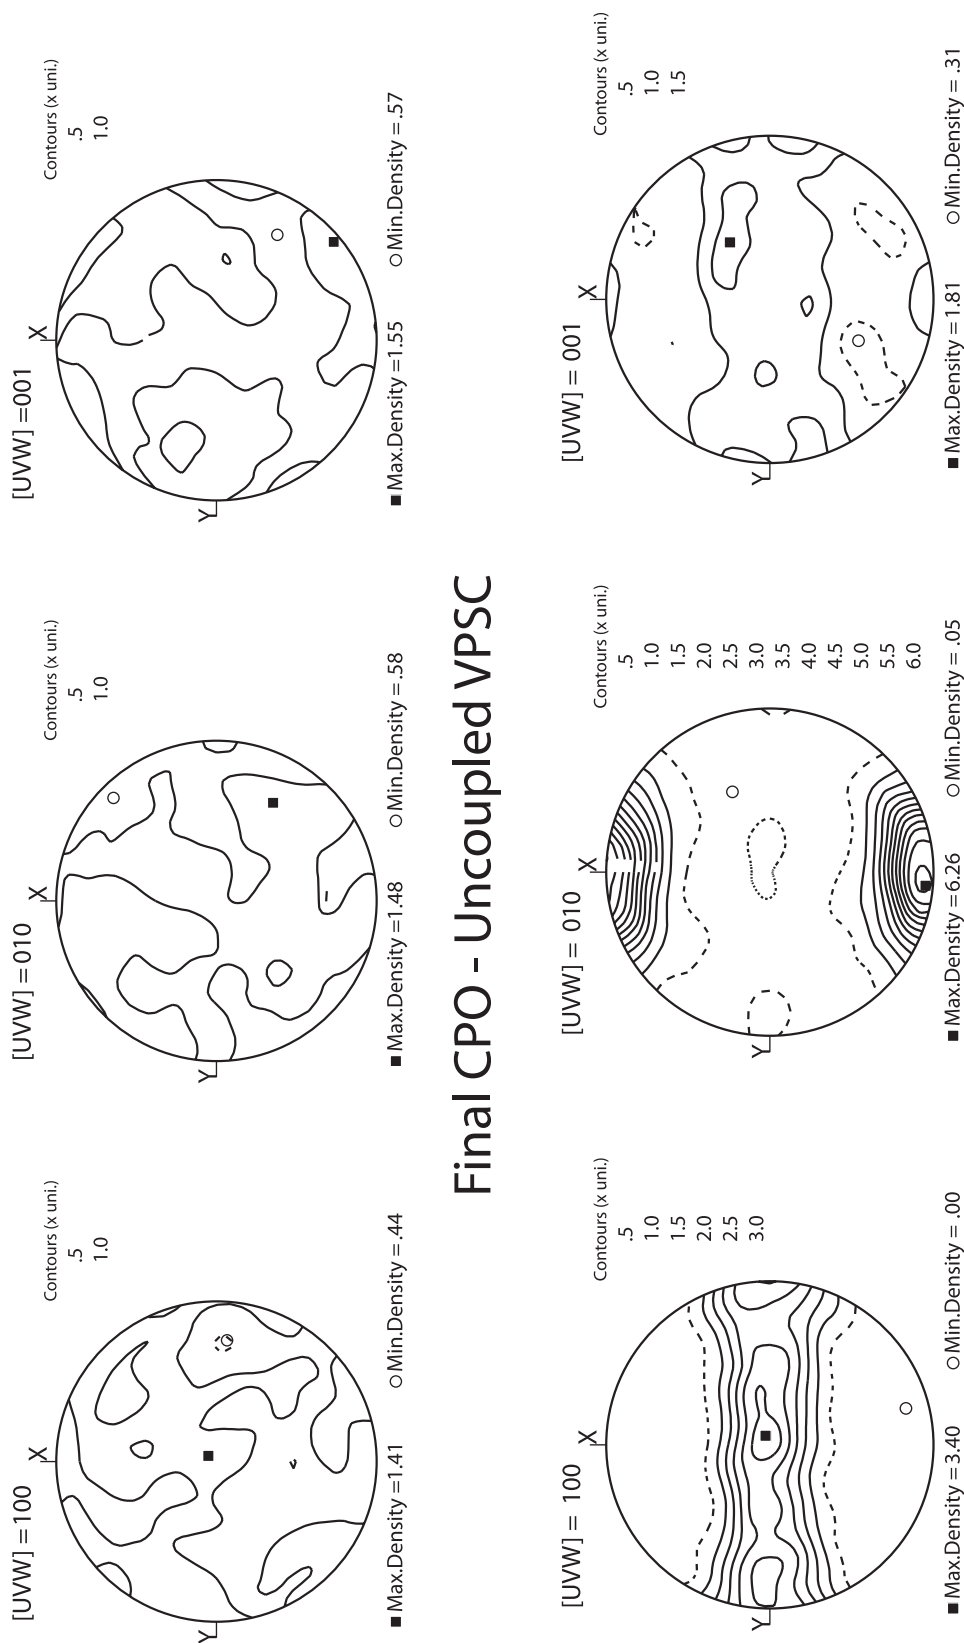 [UVW] =100
X
Y
Contours (x uni.)
.5
1.0
■ Max.Density =1.41
○ Min.Density = .44
[UVW] = 010
X
Y
Contours (x uni.)
.5
1.0
■ Max.Density =1.48
○ Min.Density = .58
[UVW] =001
X
Y
Contours (x uni.)
.5
1.0
■ Max.Density =1.55
○ Min.Density = .57
Final CPO - Uncoupled VPSC
[UVW] = 100
X
Y
Contours (x uni.)
.5
1.0
1.5
2.0
2.5
3.0
■ Max.Density =3.40
○ Min.Density = .00
[UVW] = 010
X
Y
Contours (x uni.)
.5
1.0
1.5
2.0
2.5
3.0
3.5
4.0
4.5
5.0
5.5
6.0
■ Max.Density =6.26
○ Min.Density = .05
[UVW] = 001
X
Y
Contours (x uni.)
.5
1.0
1.5
■ Max.Density =1.81
○ Min.Density = .31